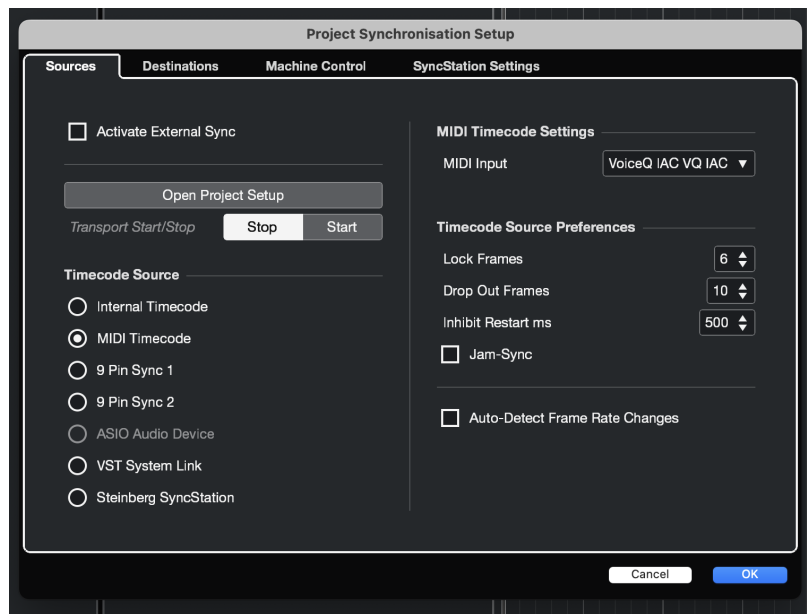 Project Synchronisation Setup
Sources Destinations Machine Control SyncStation Settings
Activate External Sync
Open Project Setup
Transport Start/Stop Stop Start
Timecode Source
Internal Timecode
MIDI Timecode
9 Pin Sync 1
9 Pin Sync 2
ASIO Audio Device
VST System Link
Steinberg SyncStation
MIDI Timecode Settings
MIDI Input VoiceQ IAC VQ IAC
Timecode Source Preferences
Lock Frames 6
Drop Out Frames 10
Inhibit Restart ms 500
Jam-Sync
Auto-Detect Frame Rate Changes
Cancel OK